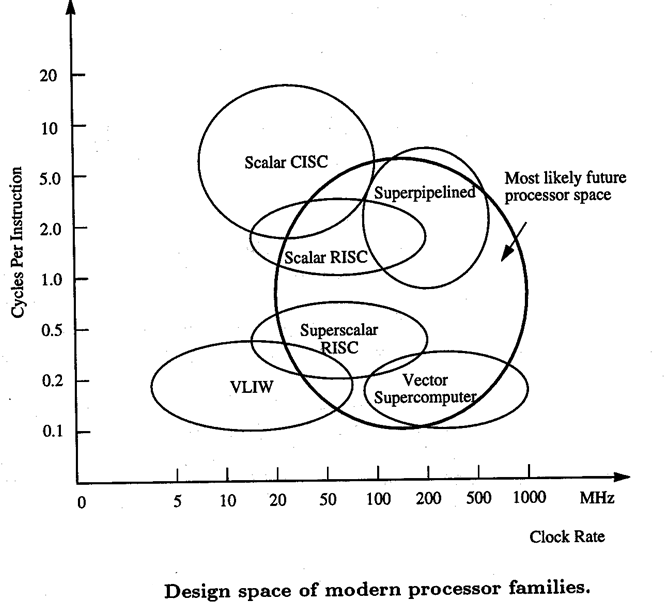 20
10
5.0
2.0
1.0
0.5
0.2
0.1
Cycles Per Instruction
Scalar CISC
Superpipelined
Most likely future
processor space
Scalar RISC
Superscalar
RISC
VLIW
Vector
Supercomputer
0 5 10 20 50 100 200 500 1000 MHz
Clock Rate
Design space of modern processor families.